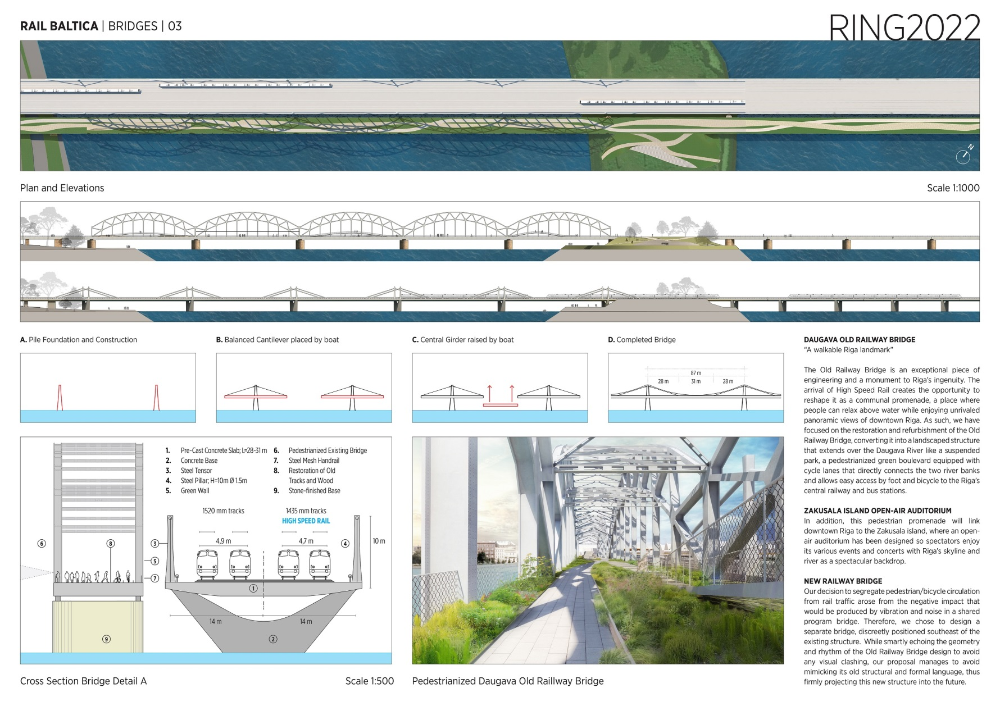 RAIL BALTICA | BRIDGES | 03
RING2022
N
Plan and Elevations
Scale 1:1000
A. Pile Foundation and Construction
B. Balanced Cantilever placed by boat
C. Central Girder raised by boat
D. Completed Bridge
87 m
28 m
31 m
28 m
1. Pre-Cast Concrete Slab; L=28-31 m
2. Concrete Base
3. Steel Tensor
4. Steel Pillar; H=10m Ø 1.5m
5. Green Wall
6. Pedestrianized Existing Bridge
7. Steel Mesh Handrail
8. Restoration of Old
Tracks and Wood
9. Stone-finished Base
1520 mm tracks
1435 mm tracks
HIGH SPEED RAIL
4,9 m
4,7 m
10 m
6
8
3
4
5
7
1
14 m
14 m
9
2
Cross Section Bridge Detail A
Scale 1:500
Pedestrianized Daugava Old Raillway Bridge
DAUGAVA OLD RAILWAY BRIDGE
“A walkable Riga landmark”
The Old Railway Bridge is an exceptional piece of
engineering and a monument to Riga’s ingenuity. The
arrival of High Speed Rail creates the opportunity to
reshape it as a communal promenade, a place where
people can relax above water while enjoying unrivaled
panoramic views of downtown Riga. As such, we have
focused on the restoration and refurbishment of the Old
Railway Bridge, converting it into a landscaped structure
that extends over the Daugava River like a suspended
park, a pedestrianized green boulevard equipped with
cycle lanes that directly connects the two river banks
and allows easy access by foot and bicycle to the Riga’s
central railway and bus stations.
ZAKUSALA ISLAND OPEN-AIR AUDITORIUM
In addition, this pedestrian promenade will link
downtown Riga to the Zakusala island, where an open-
air auditorium has been designed so spectators enjoy
its various events and concerts with Riga’s skyline and
river as a spectacular backdrop.
NEW RAILWAY BRIDGE
Our decision to segregate pedestrian/bicycle circulation
from rail traffic arose from the negative impact that
would be produced by vibration and noise in a shared
program bridge. Therefore, we chose to design a
separate bridge, discreetly positioned southeast of the
existing structure. While smartly echoing the geometry
and rhythm of the Old Railway Bridge design to avoid
any visual clashing, our proposal manages to avoid
mimicking its old structural and formal language, thus
firmly projecting this new structure into the future.